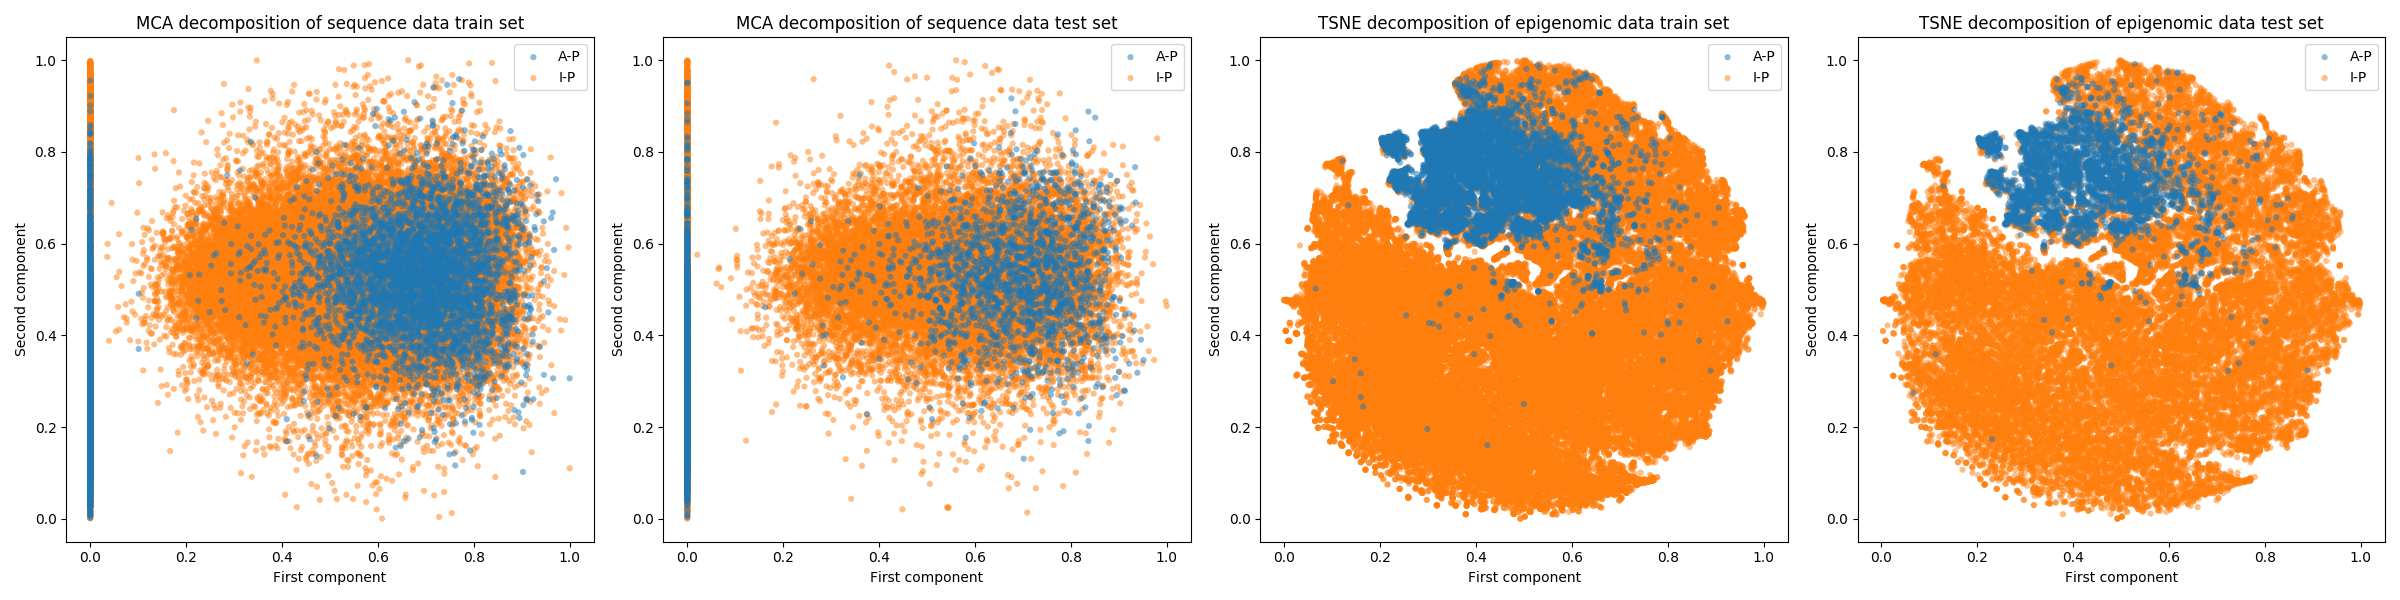 MCA decomposition of sequence data train set
A-P
I-P
1.0
0.8
0.6
0.4
0.2
0.0
Second component
0.0 0.2 0.4 0.6 0.8 1.0
First component
MCA decomposition of sequence data test set
A-P
I-P
1.0
0.8
0.6
0.4
0.2
0.0
Second component
0.0 0.2 0.4 0.6 0.8 1.0
First component
TSNE decomposition of epigenomic data train set
A-P
I-P
1.0
0.8
0.6
0.4
0.2
0.0
Second component
0.0 0.2 0.4 0.6 0.8 1.0
First component
TSNE decomposition of epigenomic data test set
A-P
I-P
1.0
0.8
0.6
0.4
0.2
0.0
Second component
0.0 0.2 0.4 0.6 0.8 1.0
First component